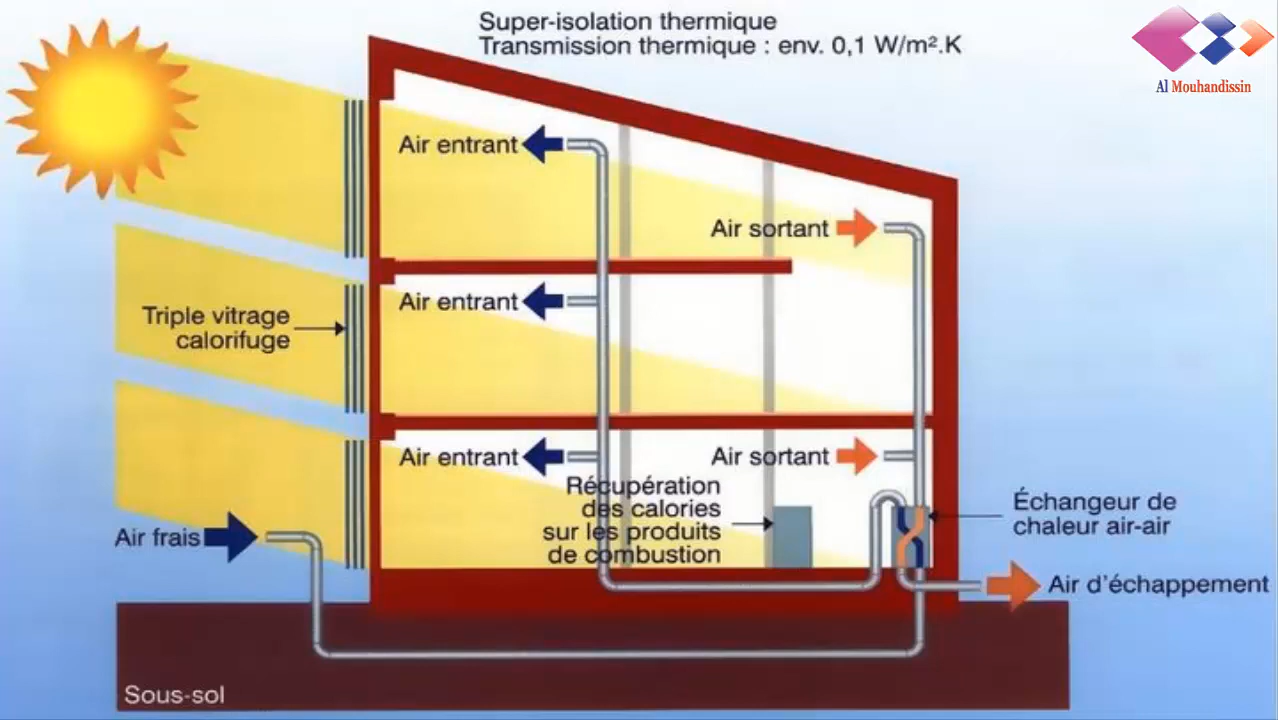 Super-isolation thermique
Transmission thermique : env. 0,1 W/m².K
Al Mouhandissin
Air entrant
Air sortant
Air entrant
Triple vitrage
calorifuge
Air entrant
Air sortant
Récupération
des calories
sur les produits
de combustion
Échangeur de
chaleur air-air
Air frais
Air d'échappement
Sous-sol